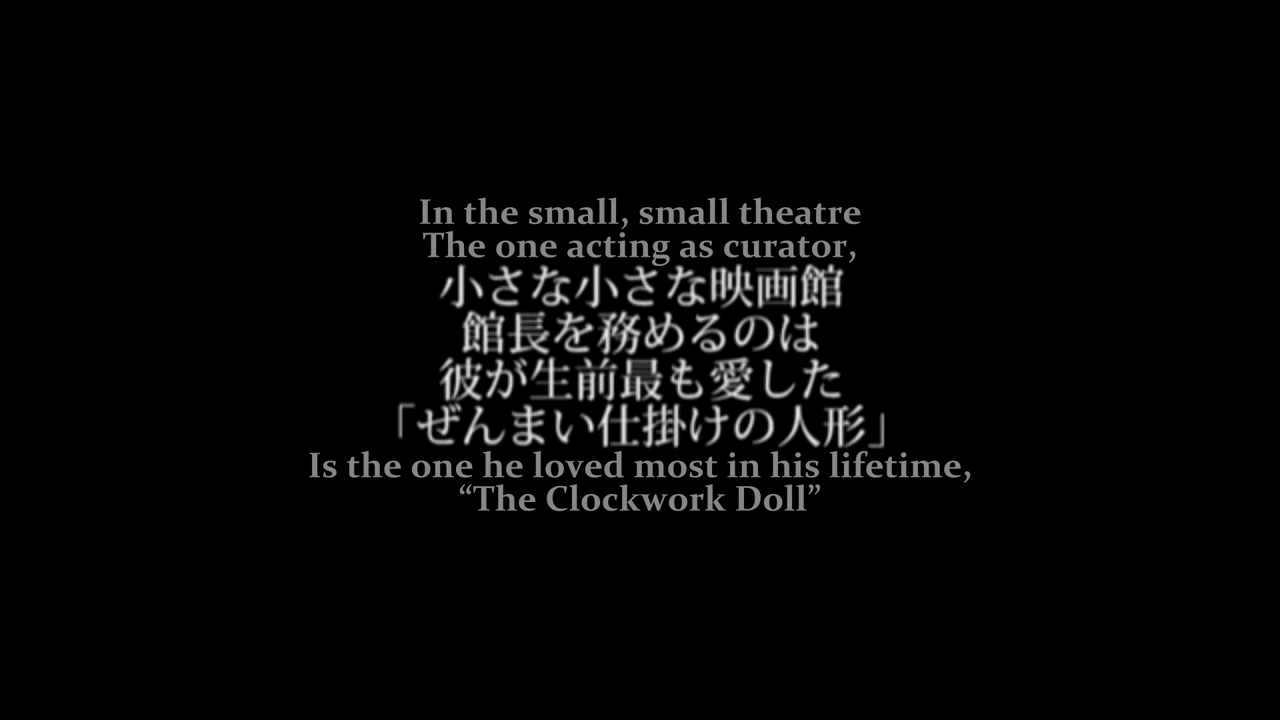 In the small, small theatre
The one acting as curator,
小さな小さな映画館
館長を務めるのは
彼が生前最も愛した
「ぜんまい仕掛けの人形」
Is the one he loved most in his lifetime,
“The Clockwork Doll”